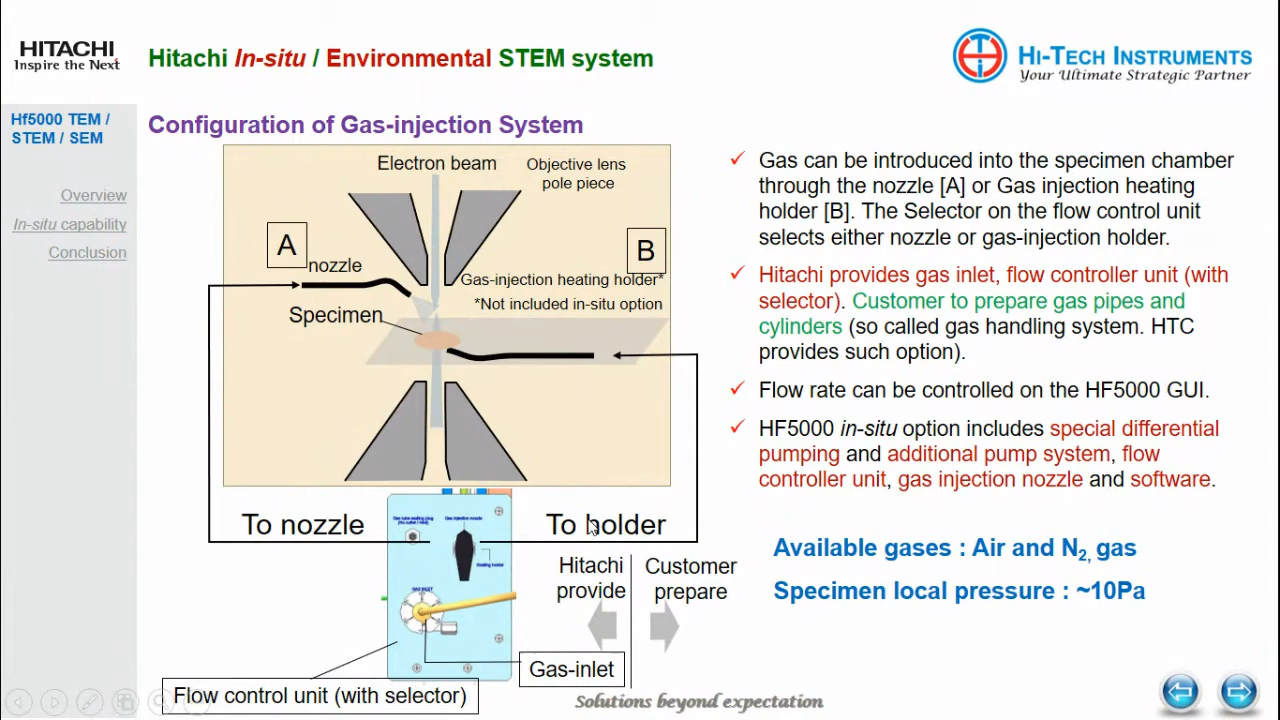 HITACHI
Inspire the Next
Hitachi In-situ / Environmental STEM system
HI-TECH INSTRUMENTS
Your Ultimate Strategic Partner
Hf5000 TEM /
STEM / SEM
Overview
In-situ capability
Conclusion
Configuration of Gas-injection System
Electron beam
Objective lens
pole piece
A
B
nozzle
Gas-injection heating holder*
*Not included in-situ option
Specimen
To nozzle
To holder
Gas injection nozzle
Heating holder
GAS INLET
Hitachi
provide
Customer
prepare
Gas-inlet
Flow control unit (with selector)
✓ Gas can be introduced into the specimen chamber
through the nozzle [A] or Gas injection heating
holder [B]. The Selector on the flow control unit
selects either nozzle or gas-injection holder.
✓ Hitachi provides gas inlet, flow controller unit (with
selector). Customer to prepare gas pipes and
cylinders (so called gas handling system. HTC
provides such option).
✓ Flow rate can be controlled on the HF5000 GUI.
✓ HF5000 in-situ option includes special differential
pumping and additional pump system, flow
controller unit, gas injection nozzle and software.
Available gases : Air and N2, gas
Specimen local pressure : ~10Pa
Solutions beyond expectation